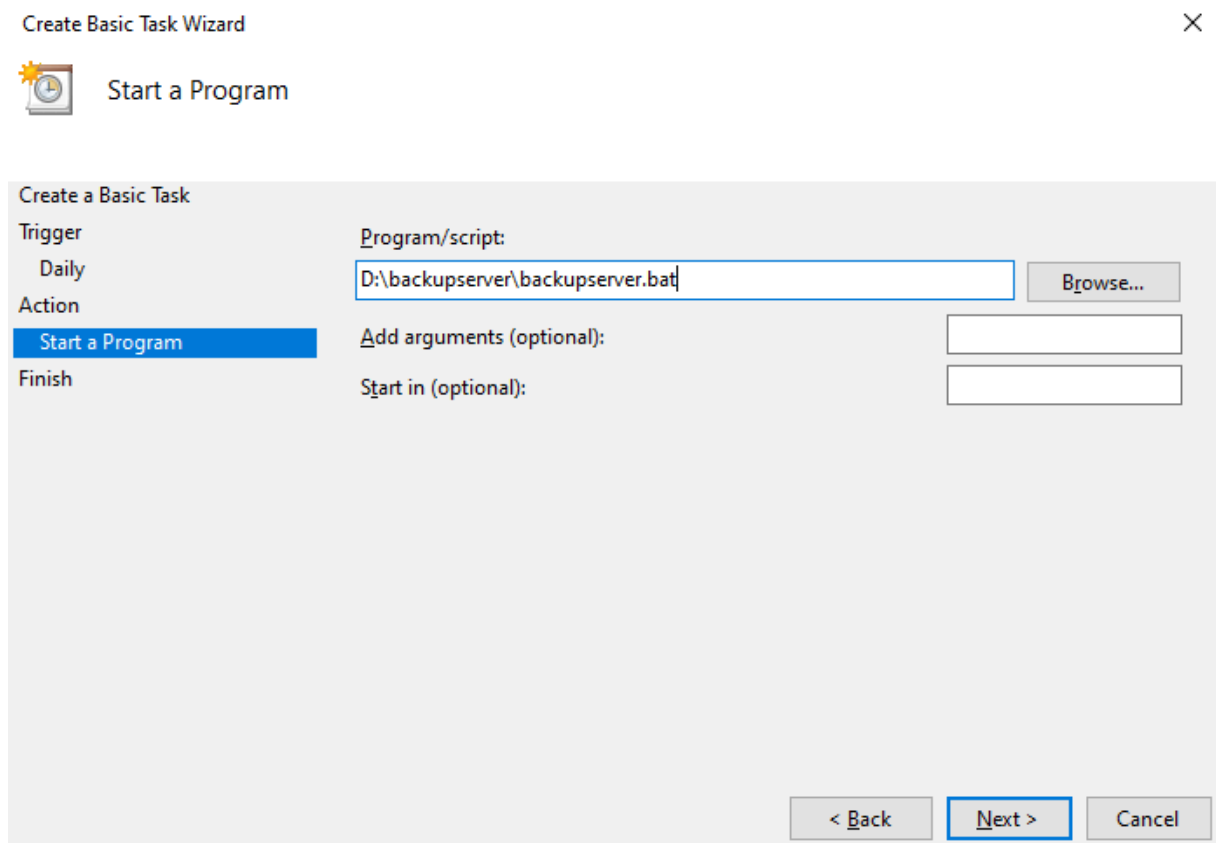 Create Basic Task Wizard
Start a Program
Create a Basic Task
Trigger
Daily
Action
Start a Program
Finish
Program/script:
D:\backupserver\backupserver.bat
Browse...
Add arguments (optional):
Start in (optional):
< Back
Next >
Cancel